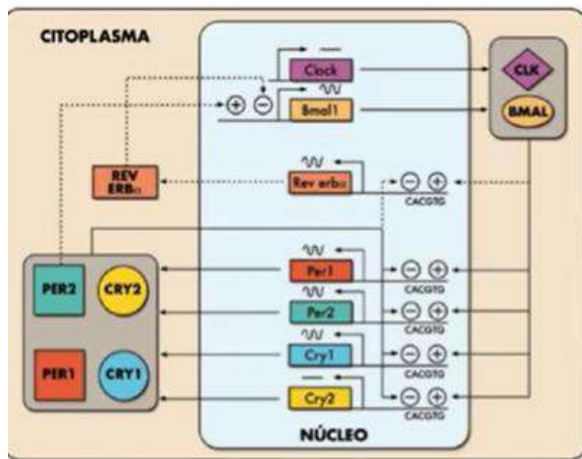 CITOPLASMA
Clock
CLK
Bmal1
BMAL
REV
ERBα
Rev erbα
CACGTG
Per1
CACGTG
PER2
CRY2
Per2
CACGTG
Cry1
CACGTG
PER1
CRY1
Cry2
CACGTG
NÚCLEO